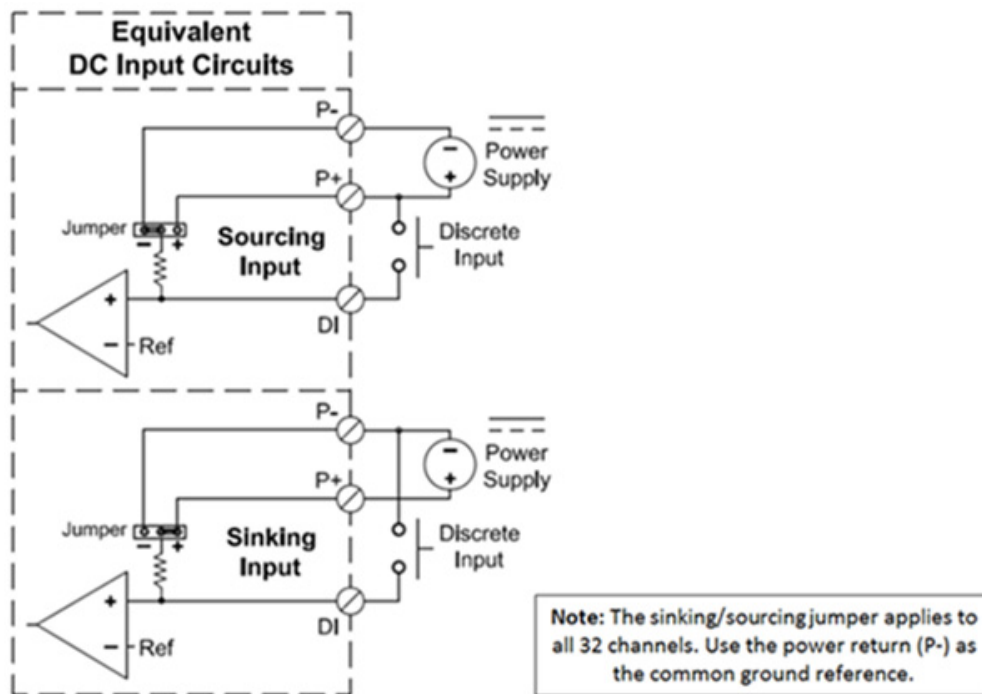 Equivalent
DC Input Circuits
P-
Power
Supply
- +
P+
Jumper
- +
Sourcing
Input
Discrete
Input
+
DI
- Ref
P-
Power
Supply
- +
P+
Jumper
- +
Sinking
Input
Discrete
Input
+
DI
- Ref
Note: The sinking/sourcing jumper applies to
all 32 channels. Use the power return (P-) as
the common ground reference.